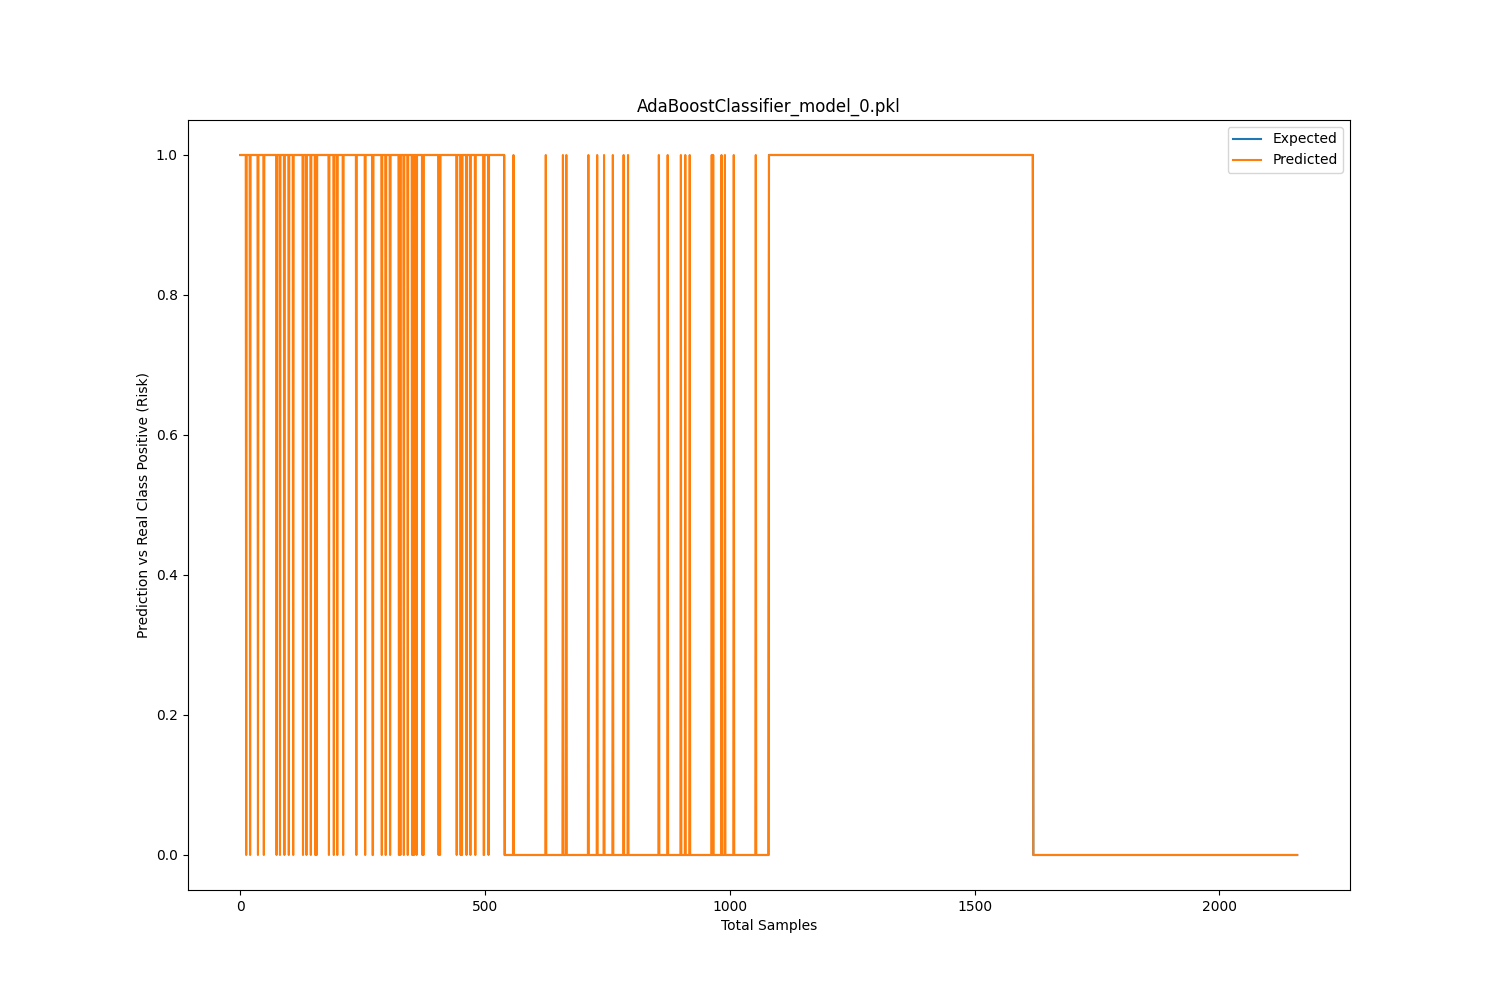 AdaBoostClassifier_model_0.pkl
Expected
Predicted
1.0
0.8
0.6
0.4
0.2
0.0
Prediction vs Real Class Positive (Risk)
0
500
1000
1500
2000
Total Samples